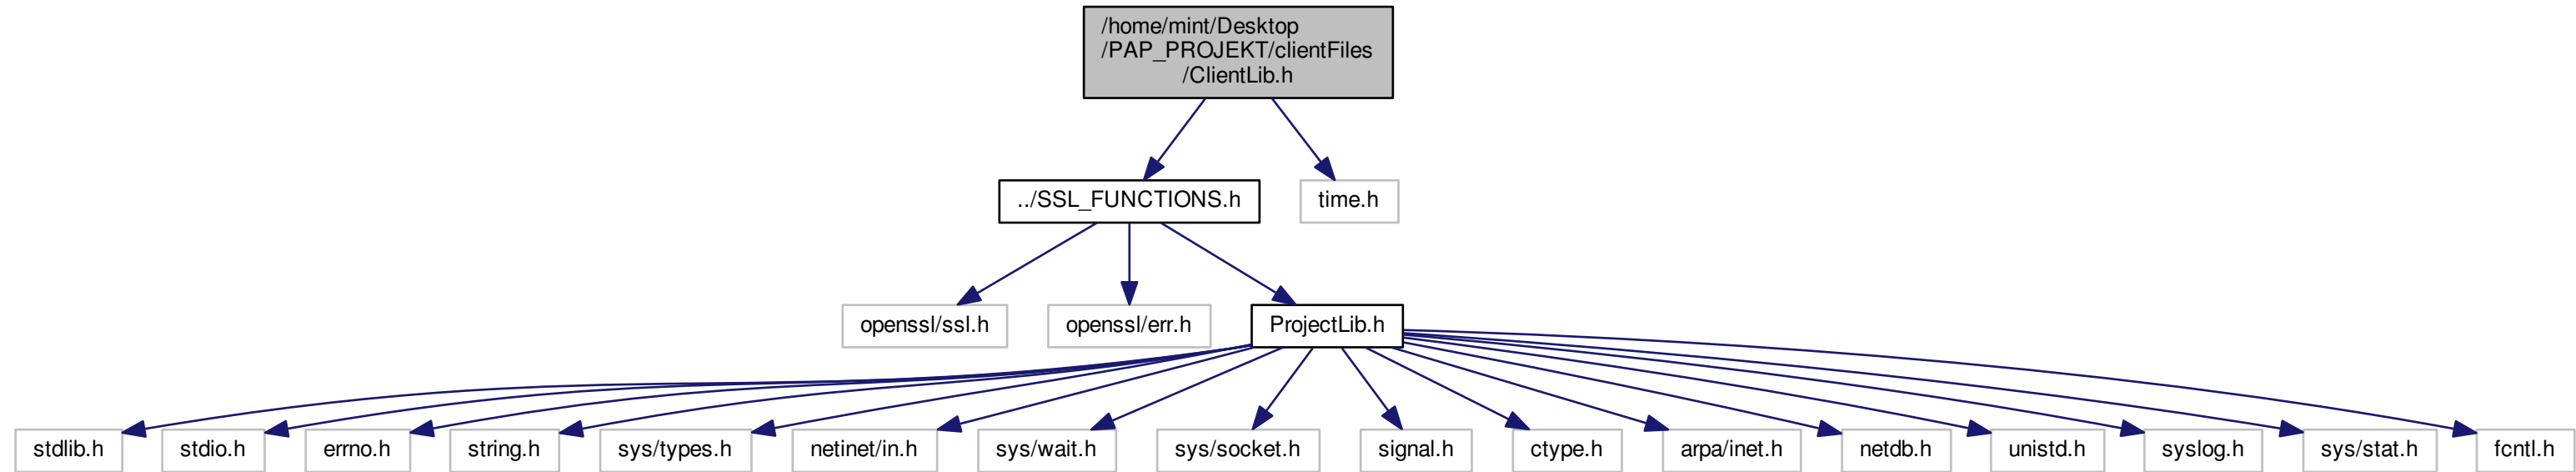 /home/mint/Desktop
/PAP_PROJEKT/clientFiles
/ClientLib.h
../SSL_FUNCTIONS.h
time.h
openssl/ssl.h
openssl/err.h
ProjectLib.h
stdlib.h
stdio.h
errno.h
string.h
sys/types.h
netinet/in.h
sys/wait.h
sys/socket.h
signal.h
ctype.h
arpa/inet.h
netdb.h
unistd.h
syslog.h
sys/stat.h
fcntl.h